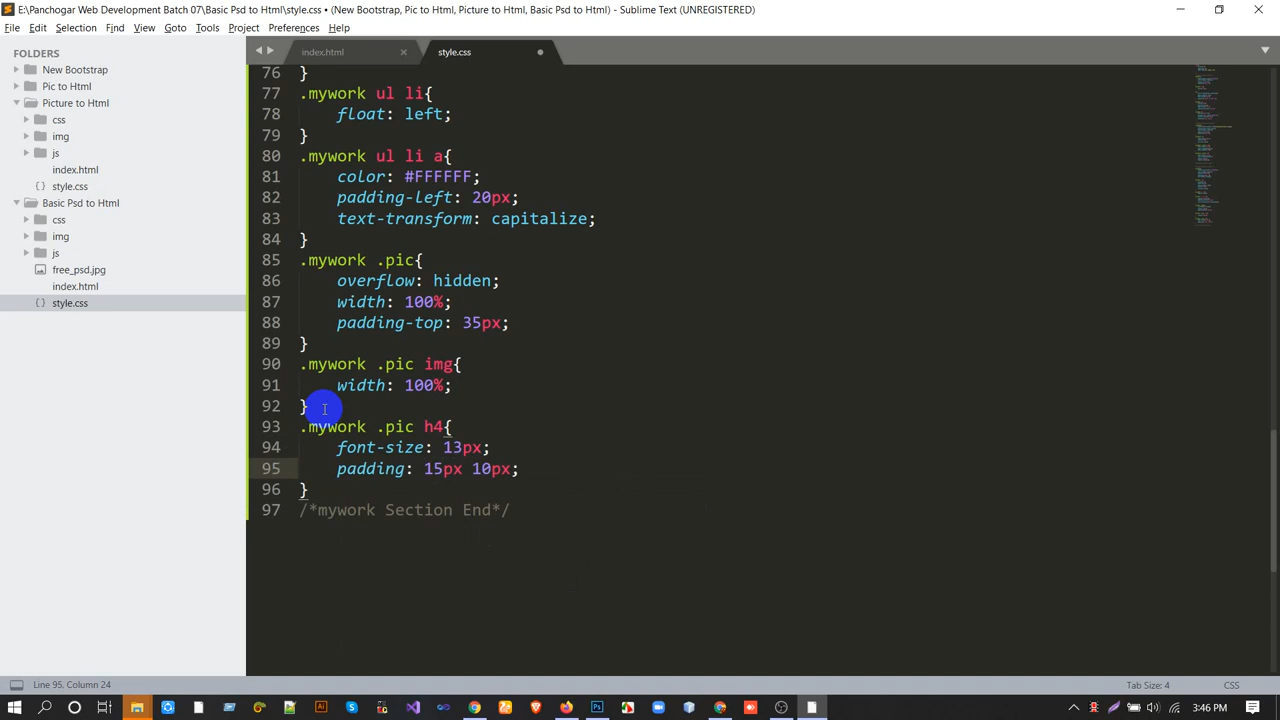 E:\Panchogar Web Development Batch 07\Basic Psd to Html\style.css • (New Bootstrap, Pic to Html, Picture to Html, Basic Psd to Html) - Sublime Text (UNREGISTERED)
File Edit Selection Find View Goto Tools Project Preferences Help
FOLDERS
New Bootstrap
Pic to Html
Picture to Html
css
img
js
index.html
style.css
Basic Psd to Html
css
img
js
free_psd.jpg
index.html
style.css
index.html style.css
76 }
77 .mywork ul li{
78 float: left;
79 }
80 .mywork ul li a{
81 color: #FFFFFF;
82 padding-left: 20px;
83 text-transform: capitalize;
84 }
85 .mywork .pic{
86 overflow: hidden;
87 width: 100%;
88 padding-top: 35px;
89 }
90 .mywork .pic img{
91 width: 100%;
92 }
93 .mywork .pic h4{
94 font-size: 13px;
95 padding: 15px 10px;
96 }
97 /*mywork Section End*/
Line 95, Column 24
Tab Size: 4
CSS
3:46 PM